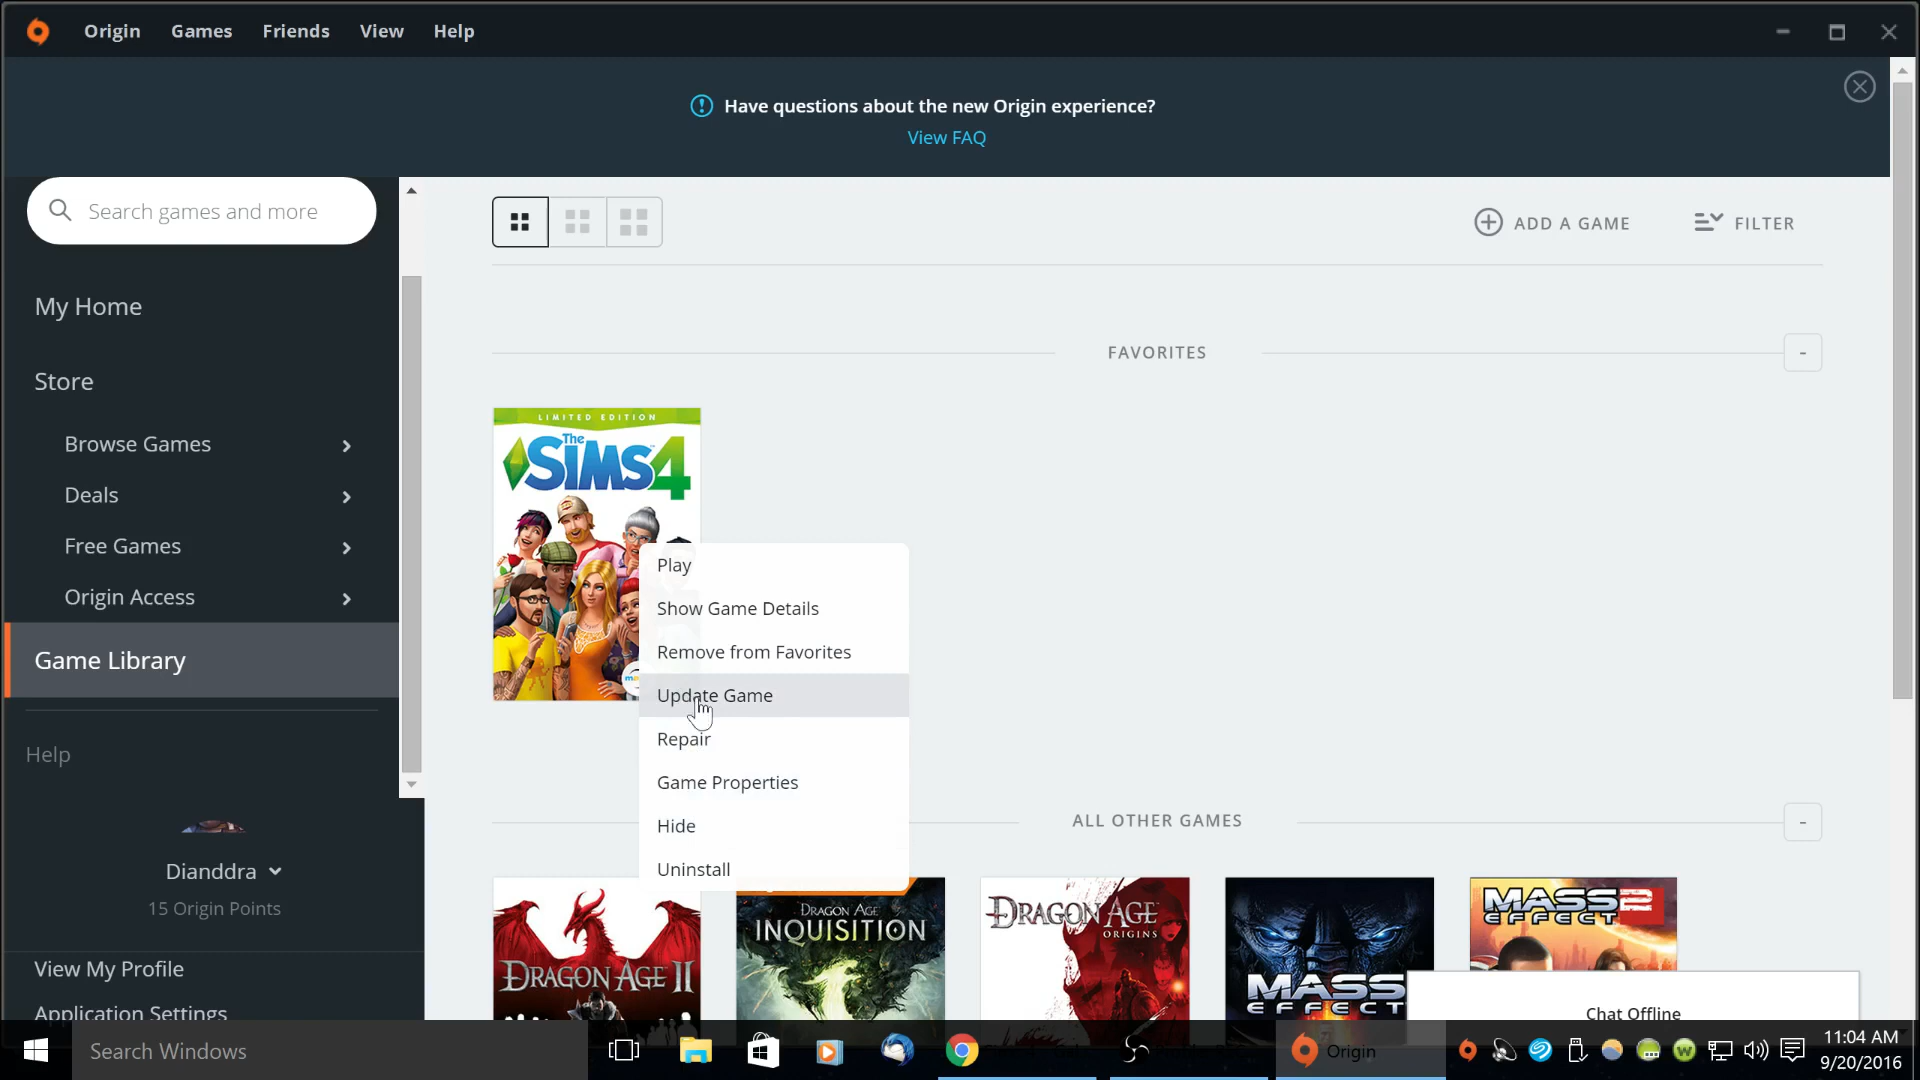 Origin Games Friends View Help
Have questions about the new Origin experience?
View FAQ
Search games and more
ADD A GAME
FILTER
My Home
Store
Browse Games
Deals
Free Games
Origin Access
Game Library
Help
Dianddra
15 Origin Points
View My Profile
Application Settings
FAVORITES
-
LIMITED EDITION
The SIMS 4
Play
Show Game Details
Remove from Favorites
Update Game
Repair
Game Properties
Hide
Uninstall
ALL OTHER GAMES
-
DRAGON AGE II
DRAGON AGE
INQUISITION
DRAGON AGE
ORIGINS
MASS
EFFECT
MASS 2
EFFECT
Chat Offline
Search Windows
Origin
11:04 AM
9/20/2016